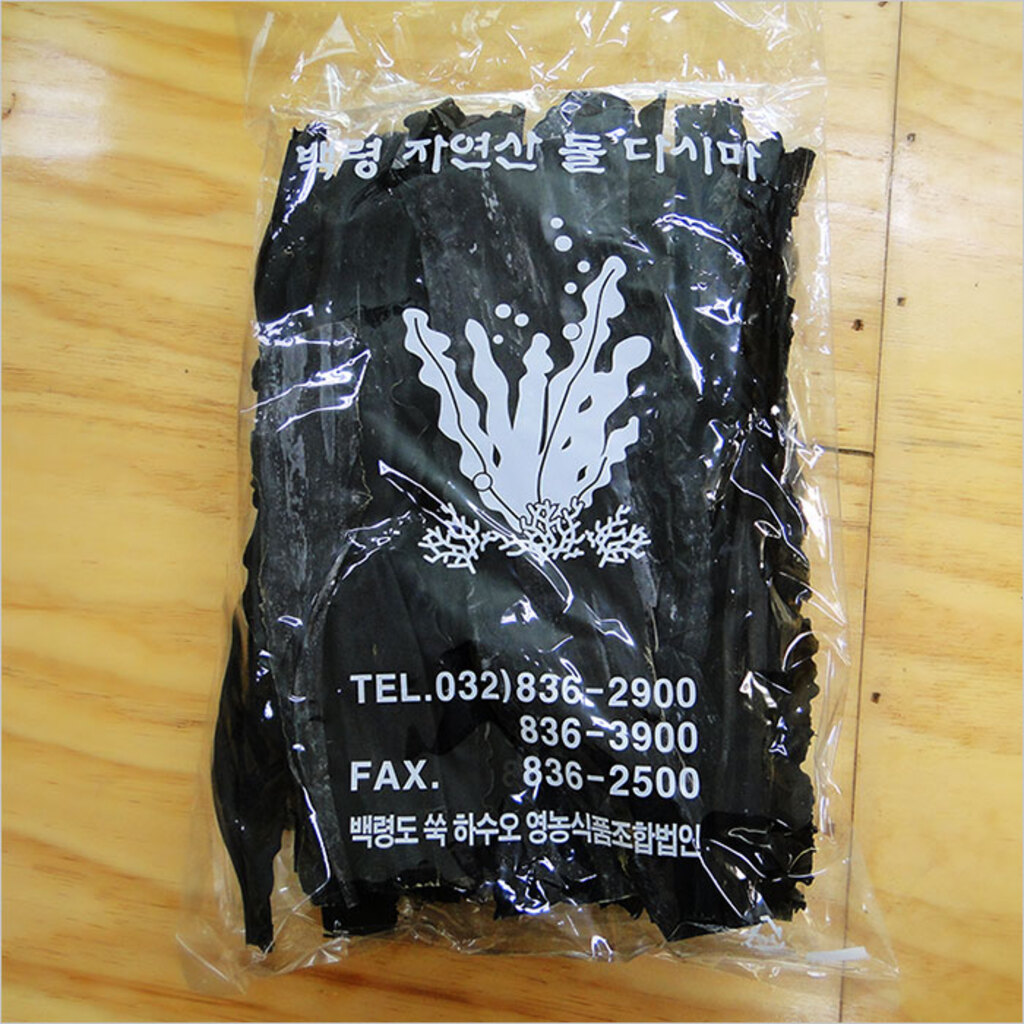 백령 자연산 돌 다시마
TEL.032)836-2900
836-3900
FAX. 836-2500
백령도 쑥 하수오 영농식품조합법인